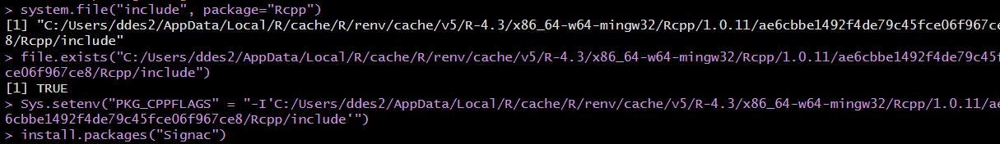 > system.file("include", package="Rcpp")
[1] "C:/Users/ddes2/AppData/Local/R/cache/R/renv/cache/v5/R-4.3/x86_64-w64-mingw32/Rcpp/1.0.11/ae6cbbe1492f4de79c45fce06f967ce
8/Rcpp/include"
> file.exists("C:/Users/ddes2/AppData/Local/R/cache/R/renv/cache/v5/R-4.3/x86_64-w64-mingw32/Rcpp/1.0.11/ae6cbbe1492f4de79c45f
ce06f967ce8/Rcpp/include")
[1] TRUE
> Sys.setenv("PKG_CPPFLAGS" = "-I'C:/Users/ddes2/AppData/Local/R/cache/R/renv/cache/v5/R-4.3/x86_64-w64-mingw32/Rcpp/1.0.11/ae
6cbbe1492f4de79c45fce06f967ce8/Rcpp/include'")
> install.packages("Signac")